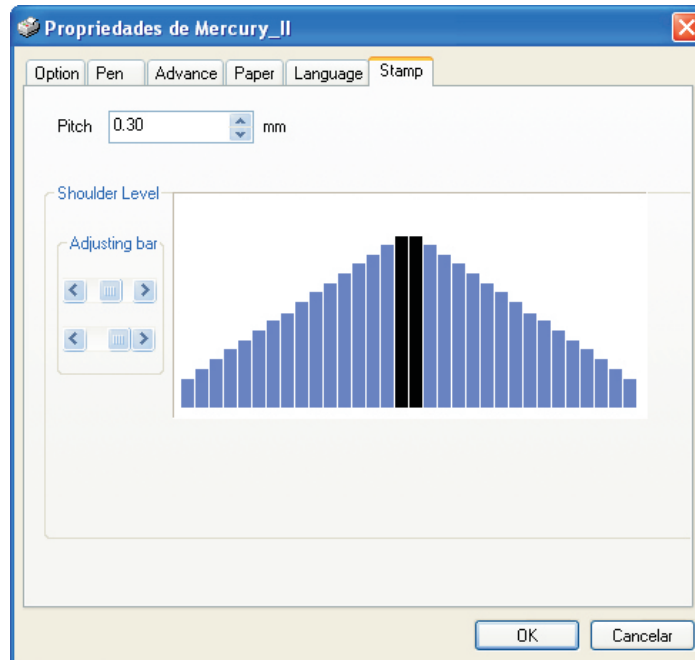 Propriedades de Mercury_II
Option Pen Advance Paper Language Stamp
Pitch 0.30 mm
Shoulder Level
Adjusting bar
OK Cancelar